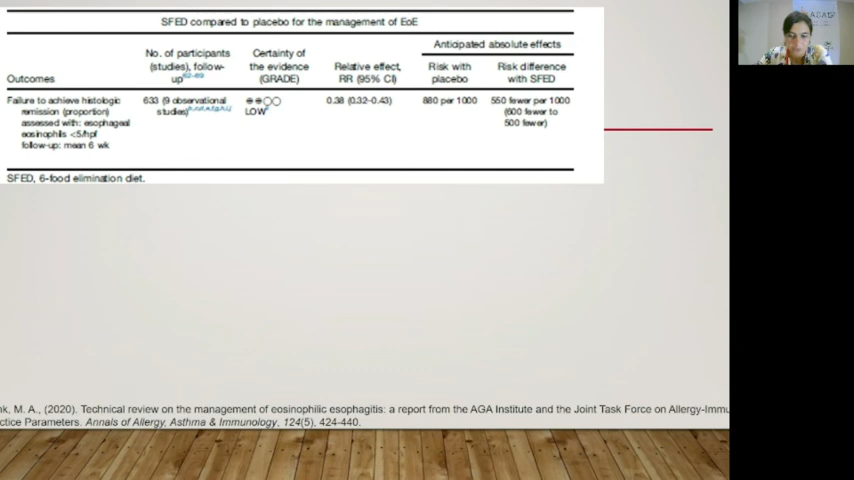 SFED compared to placebo for the management of EoE
No. of participants
(studies), follow-
up
Certainty of
the evidence
(GRADE)
Relative effect,
RR (95% CI)
Anticipated absolute effects
Risk with
placebo
Risk difference
with SFED
Outcomes
Failure to achieve histologic
remission (proportion)
assessed with: esophageal
eosinophils <5/hpf
follow-up: mean 6 wk
633 (9 observational
studies)
LOW
0.38 (0.32-0.43)
880 per 1000
550 fewer per 1000
(600 fewer to
500 fewer)
SFED, 6-food elimination diet.
nk, M. A., (2020). Technical review on the management of eosinophilic esophagitis: a report from the AGA Institute and the Joint Task Force on Allergy-Immu
ctice Parameters. Annals of Allergy, Asthma & Immunology, 124(5), 424-440.